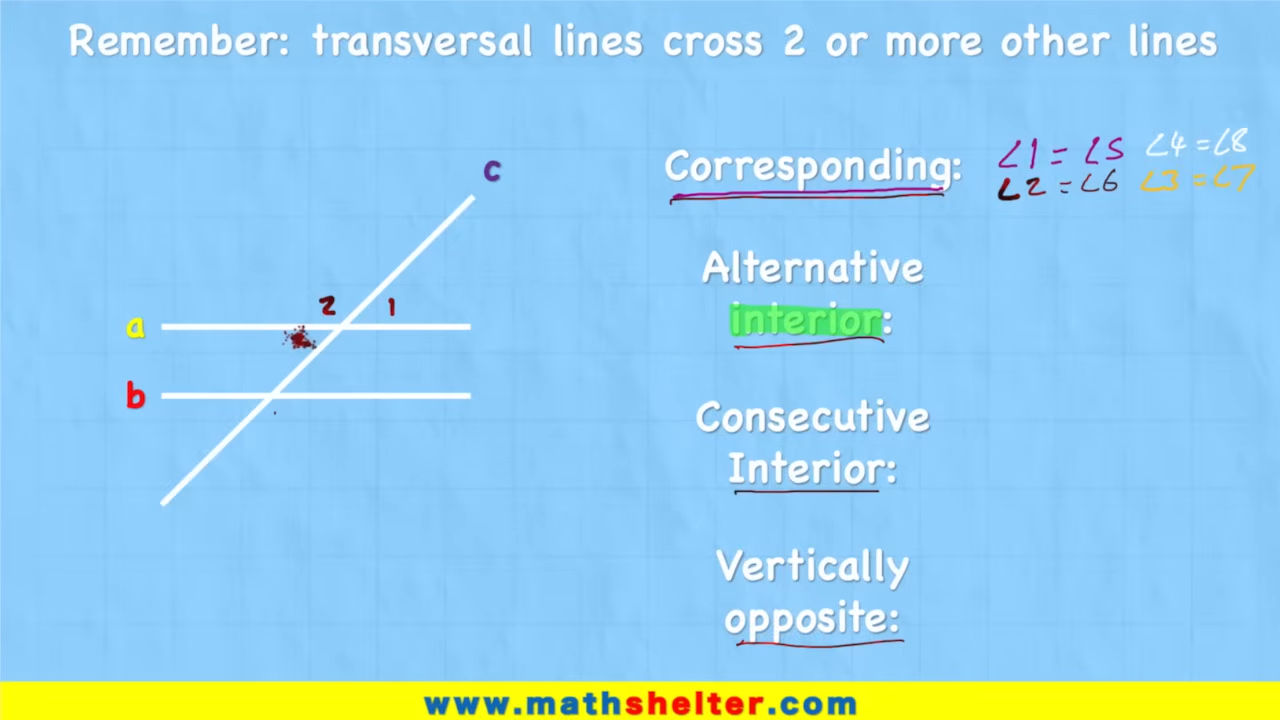 Remember: transversal lines cross 2 or more other lines
c
2 1
a
b
Corresponding:
∠1 = ∠5 ∠4 = ∠8
∠2 = ∠6 ∠3 = ∠7
Alternative
interior:
Consecutive
Interior:
Vertically
opposite:
www.mathshelter.com